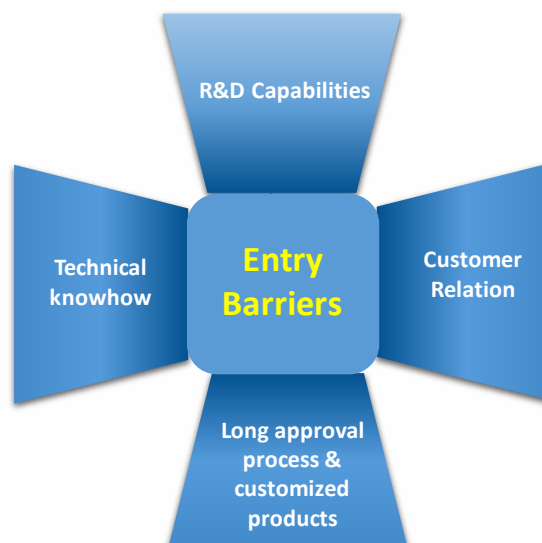 R&D Capabilities
Technical
knowhow
Entry
Barriers
Customer
Relation
Long approval
process &
customized
products